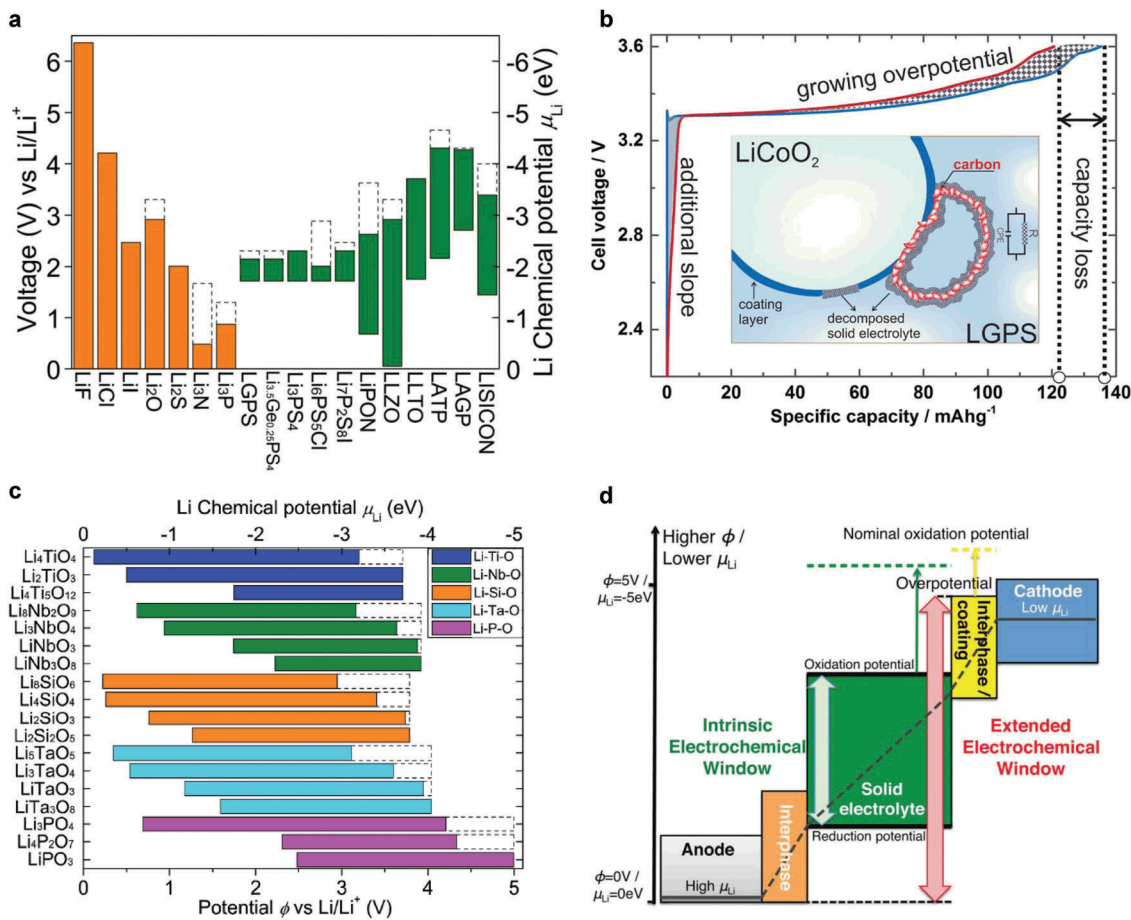 a
Voltage (V) vs Li/Li⁺
6
5
4
3
2
1
0
Li Chemical potential μLi (eV)
-6
-5
-4
-3
-2
-1
0
LiF
LiCl
LiI
Li₂O
Li₂S
Li₃N
Li₃P
LGPS
Li₃.₅Ge₀.₂₅PS₄
Li₃PS₄
Li₆PS₅Cl
Li₇P₂S₈I
LiPON
LLZO
LLTO
LATP
LAGP
LISICON
b
Cell voltage / V
3.6
3.2
2.8
2.4
growing overpotential
additional slope
capacity loss
LiCoO₂
carbon
R
CPE
coating
layer
decomposed
solid electrolyte
LGPS
0 20 40 60 80 100 120 140
Specific capacity / mAhg⁻¹
c
Li Chemical potential μLi (eV)
0 -1 -2 -3 -4 -5
Li₄TiO₄
Li₂TiO₃
Li₄Ti₅O₁₂
Li₈Nb₂O₉
Li₃NbO₄
LiNbO₃
LiNb₃O₈
Li₈SiO₆
Li₄SiO₄
Li₂SiO₃
Li₂Si₂O₅
Li₅TaO₅
Li₃TaO₄
LiTaO₃
LiTa₃O₈
Li₃PO₄
Li₄P₂O₇
LiPO₃
Li-Ti-O
Li-Nb-O
Li-Si-O
Li-Ta-O
Li-P-O
0 1 2 3 4 5
Potential ϕ vs Li/Li⁺ (V)
d
Higher ϕ /
Lower μLi
Nominal oxidation potential
ϕ=5V /
μLi=-5eV
Overpotential
Cathode
Low μLi
Interphase /
coating
Oxidation potential
Intrinsic
Electrochemical
Window
Extended
Electrochemical
Window
Solid
electrolyte
Reduction potential
Interphase
Anode
High μLi
ϕ=0V /
μLi=0eV